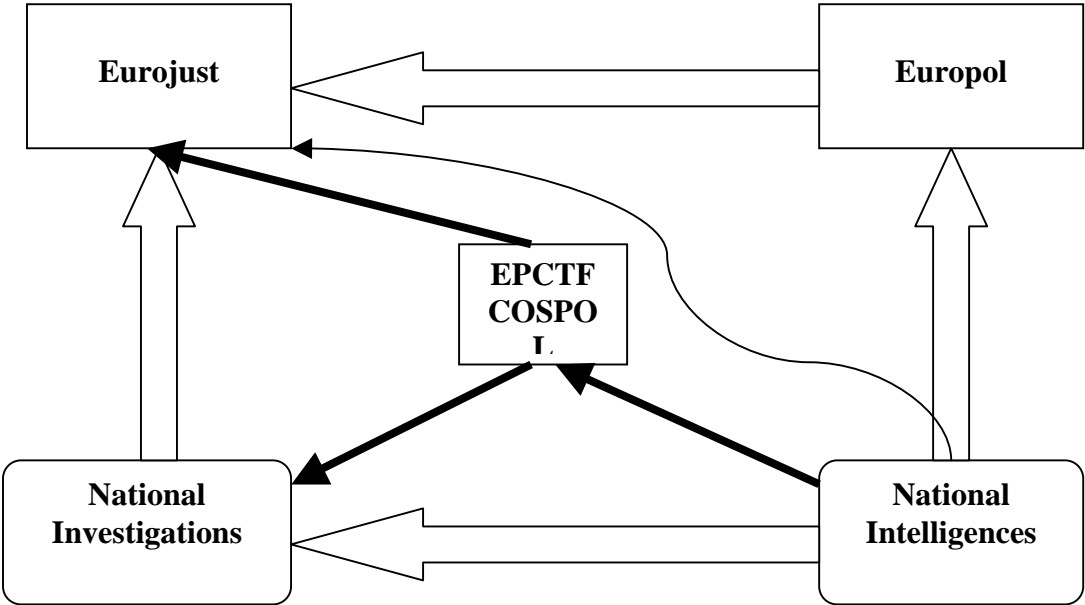 Eurojust
Europol
EPCTF
COSPO
L
National
Investigations
National
Intelligences